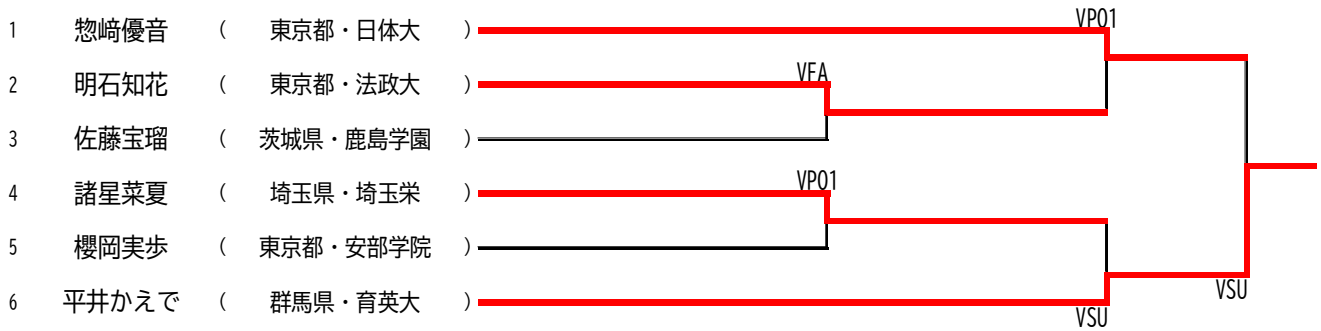 VPO1
1 惣﨑優音 ( 東京都・日体大 )
VFA
2 明石知花 ( 東京都・法政大 )
3 佐藤宝瑠 ( 茨城県・鹿島学園 )
VPO1
4 諸星菜夏 ( 埼玉県・埼玉栄 )
5 櫻岡実歩 ( 東京都・安部学院 )
VSU
6 平井かえで ( 群馬県・育英大 )
VSU